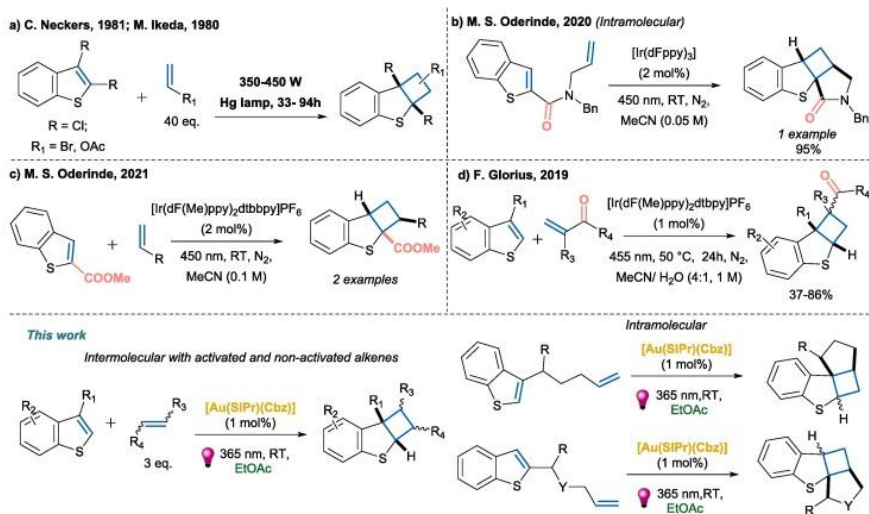 a) C. Neckers, 1981; M. Ikeda, 1980
R
R
S
+
R₁
40 eq.
R = Cl;
R₁ = Br, OAc
350-450 W
Hg lamp, 33- 94h
R
R₁
S
R
b) M. S. Oderinde, 2020 (Intramolecular)
S
N
Bn
O
[Ir(dFppy)₃]
(2 mol%)
450 nm, RT, N₂,
MeCN (0.05 M)
H
S
O
N
Bn
1 example
95%
c) M. S. Oderinde, 2021
S
COOMe
+
R
[Ir(dF(Me)ppy)₂dtbbpy]PF₆
(2 mol%)
450 nm, RT, N₂,
MeCN (0.1 M)
H
R
S
COOMe
2 examples
d) F. Glorius, 2019
R₂
R₁
S
+
O
R₄
R₃
[Ir(dF(Me)ppy)₂dtbpy]PF₆
(1 mol%)
455 nm, 50 °C, 24h, N₂,
MeCN/ H₂O (4:1, 1 M)
O
R₃
R₄
R₁
R₂
S
H
37-86%
This work
Intermolecular with activated and non-activated alkenes
R₂
R₁
S
+
R₃
R₄
3 eq.
[Au(SIPr)(Cbz)]
(1 mol%)
365 nm, RT,
EtOAc
R₂
R₁
R₃
R₄
S
H
Intramolecular
R
S
[Au(SIPr)(Cbz)]
(1 mol%)
365 nm,RT,
EtOAc
R
S
H
S
R
Y
[Au(SIPr)(Cbz)]
(1 mol%)
365 nm,RT,
EtOAc
H
S
R
Y